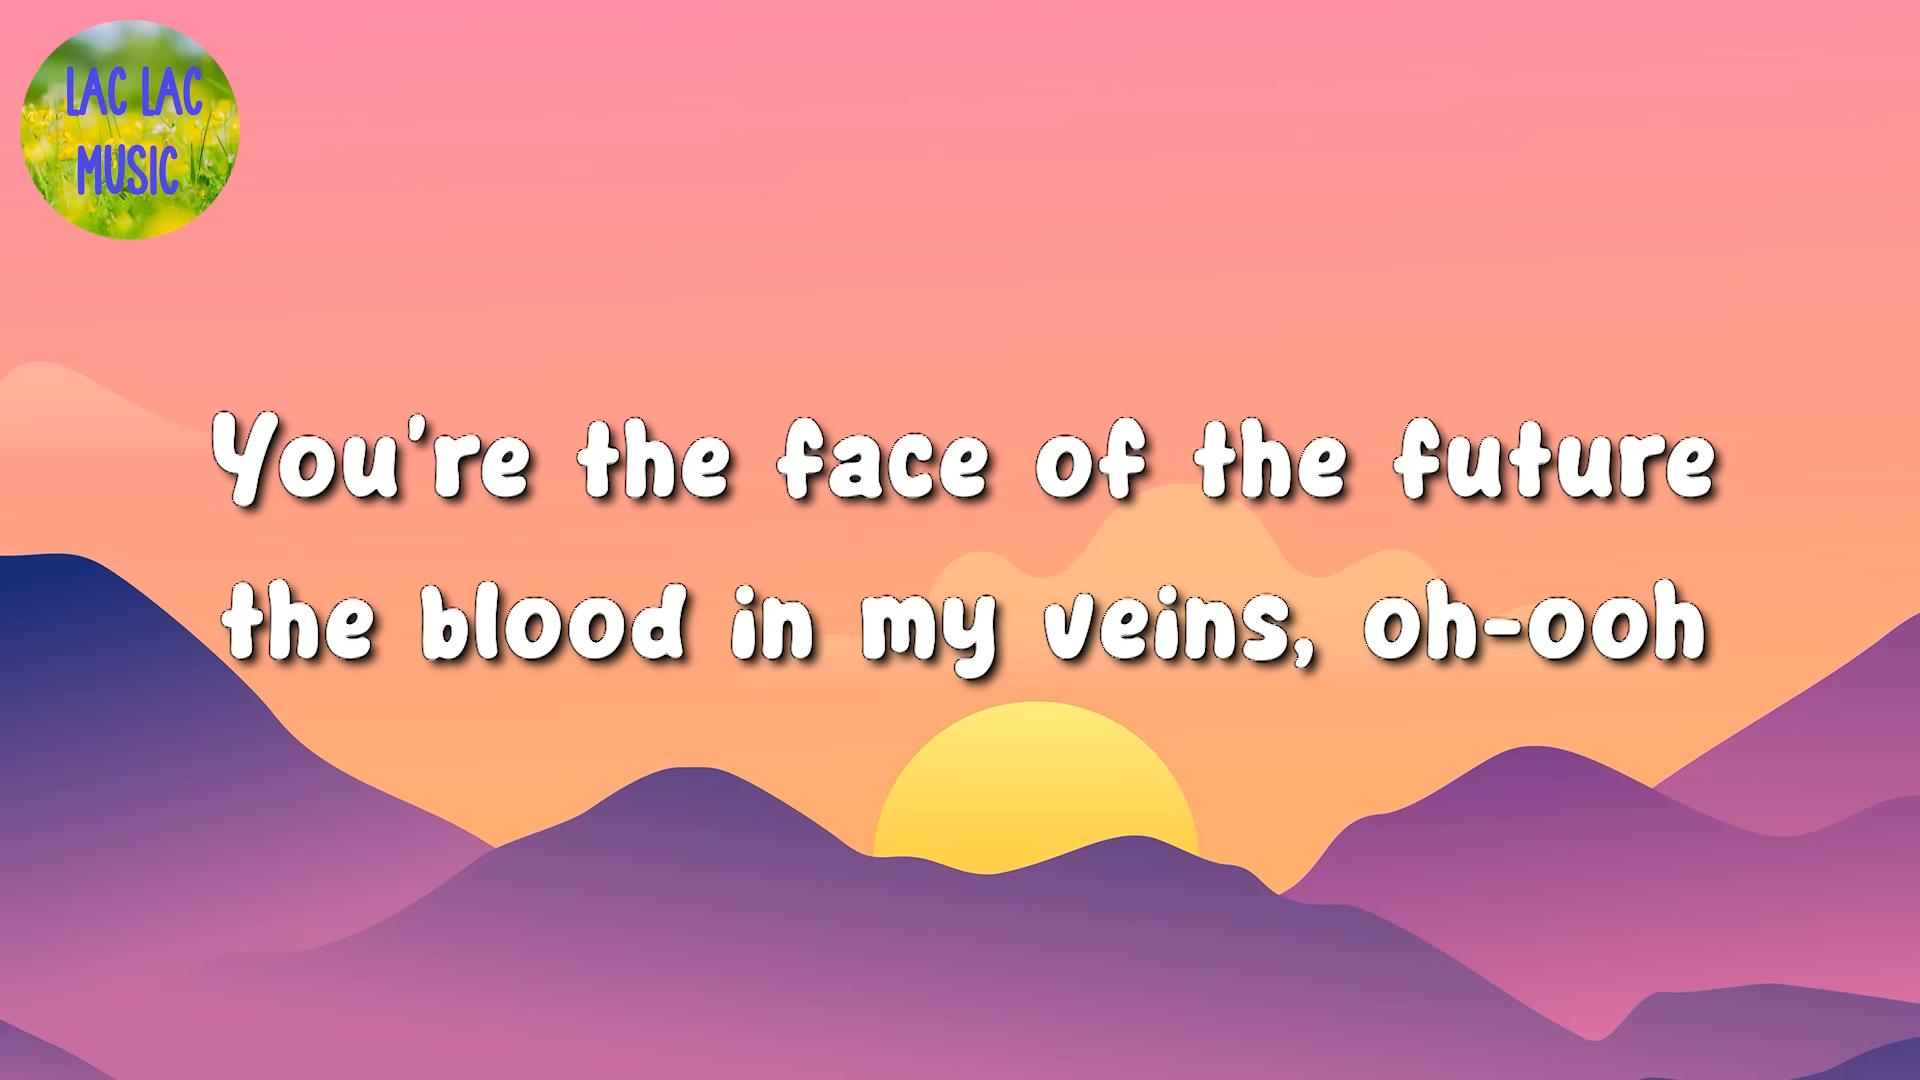 LAC LAC
MUSIC
You're the face of the future
the blood in my veins, oh-ooh